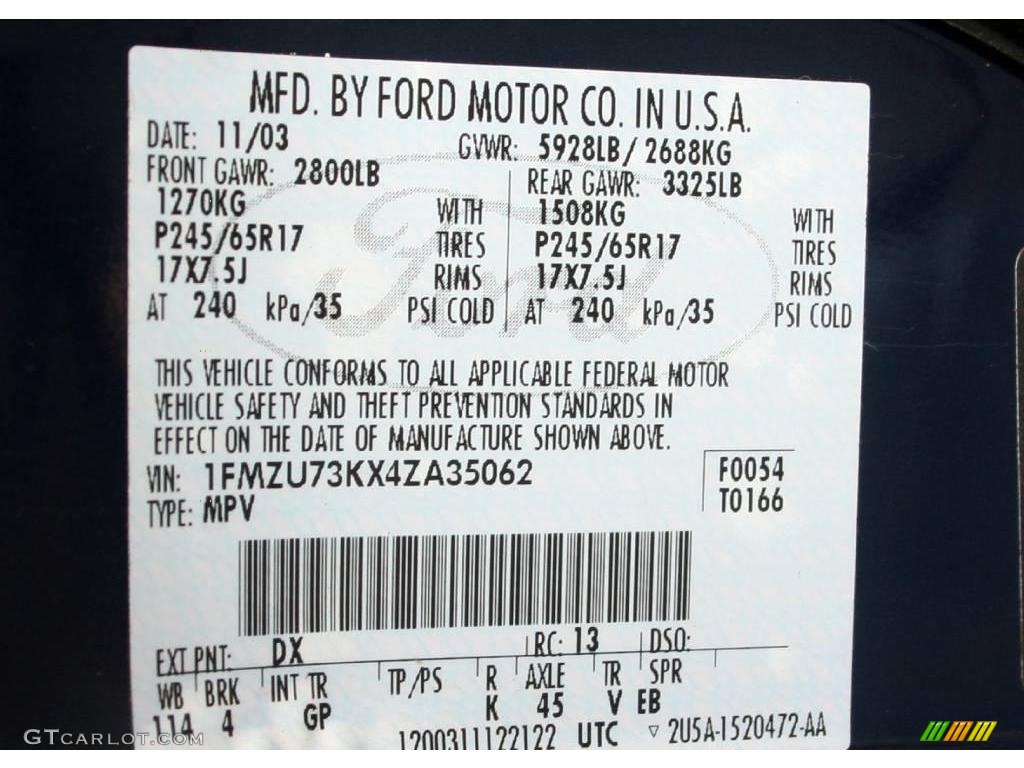 MFD. BY FORD MOTOR CO. IN U.S.A.
DATE: 11/03 GVWR: 5928LB/2688KG
FRONT GAWR: 2800LB REAR GAWR: 3325LB
1270KG WITH 1508KG WITH
P245/65R17 TIRES P245/65R17 TIRES
17X7.5J RIMS 17X7.5J RIMS
AT 240 kPa/35 PSI COLD AT 240 kPa/35 PSI COLD
Ford
THIS VEHICLE CONFORMS TO ALL APPLICABLE FEDERAL MOTOR
VEHICLE SAFETY AND THEFT PREVENTION STANDARDS IN
EFFECT ON THE DATE OF MANUFACTURE SHOWN ABOVE.
VIN: 1FMZU73KX4ZA35062 F0054
TYPE: MPV T0166
EXT PNT: DX RC: 13 DSO:
WB BRK INT TR TP/PS R AXLE TR SPR
114 4 GP K 45 V EB
1200311122122 UTC ▽ 2U5A-1520472-AA
GTCARLOT.COM